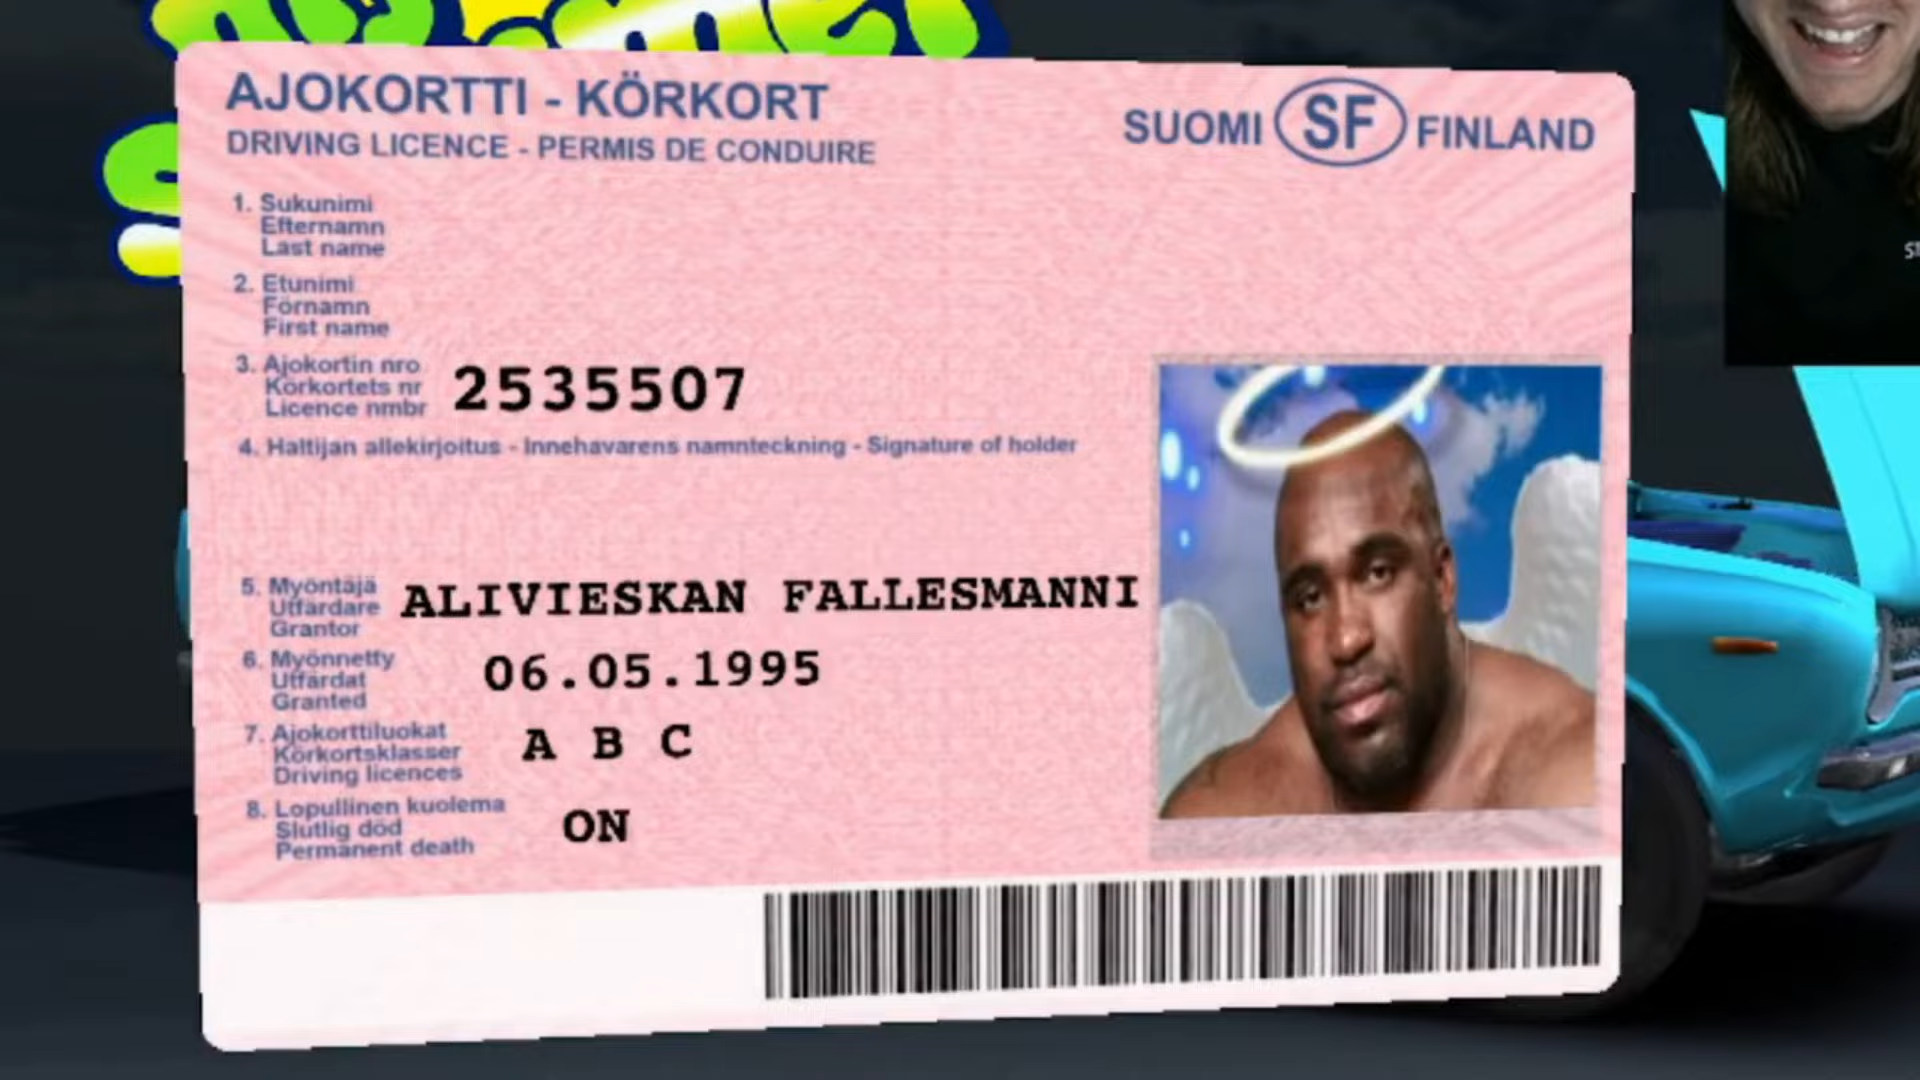 AJOKORTTI - KÖRKORT
DRIVING LICENCE - PERMIS DE CONDUIRE
SUOMI SF FINLAND
1. Sukunimi
Efternamn
Last name
2. Etunimi
Förnamn
First name
3. Ajokortin nro
Körkortets nr
Licence nmbr
2535507
4. Haltijan allekirjoitus - Innehavarens namnteckning - Signature of holder
5. Myöntäjä
Utfärdare
Grantor
ALIVIESKAN FALLESMANNI
6. Myönnetty
Utfärdat
Granted
06.05.1995
7. Ajokorttiluokat
Körkortsklasser
Driving licences
A B C
8. Lopullinen kuolema
Slutlig död
Permanent death
ON